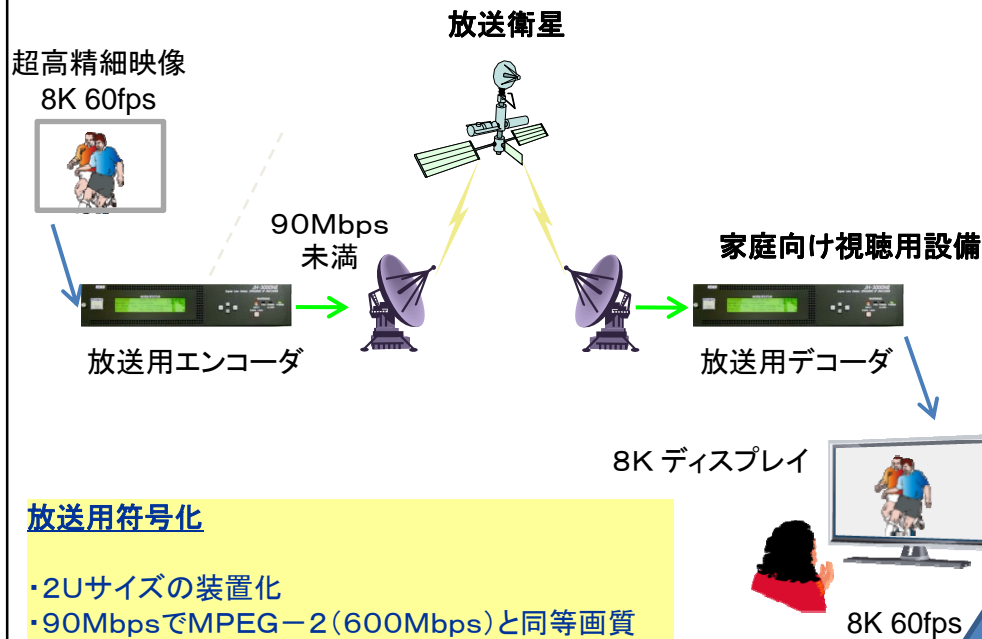 放送衛星
超高精細映像
8K 60fps
90Mbps
未満
家庭向け視聴用設備
放送用エンコーダ
放送用デコーダ
8K ディスプレイ
放送用符号化
・2Uサイズの装置化
・90MbpsでMPEG－2(600Mbps)と同等画質
8K 60fps